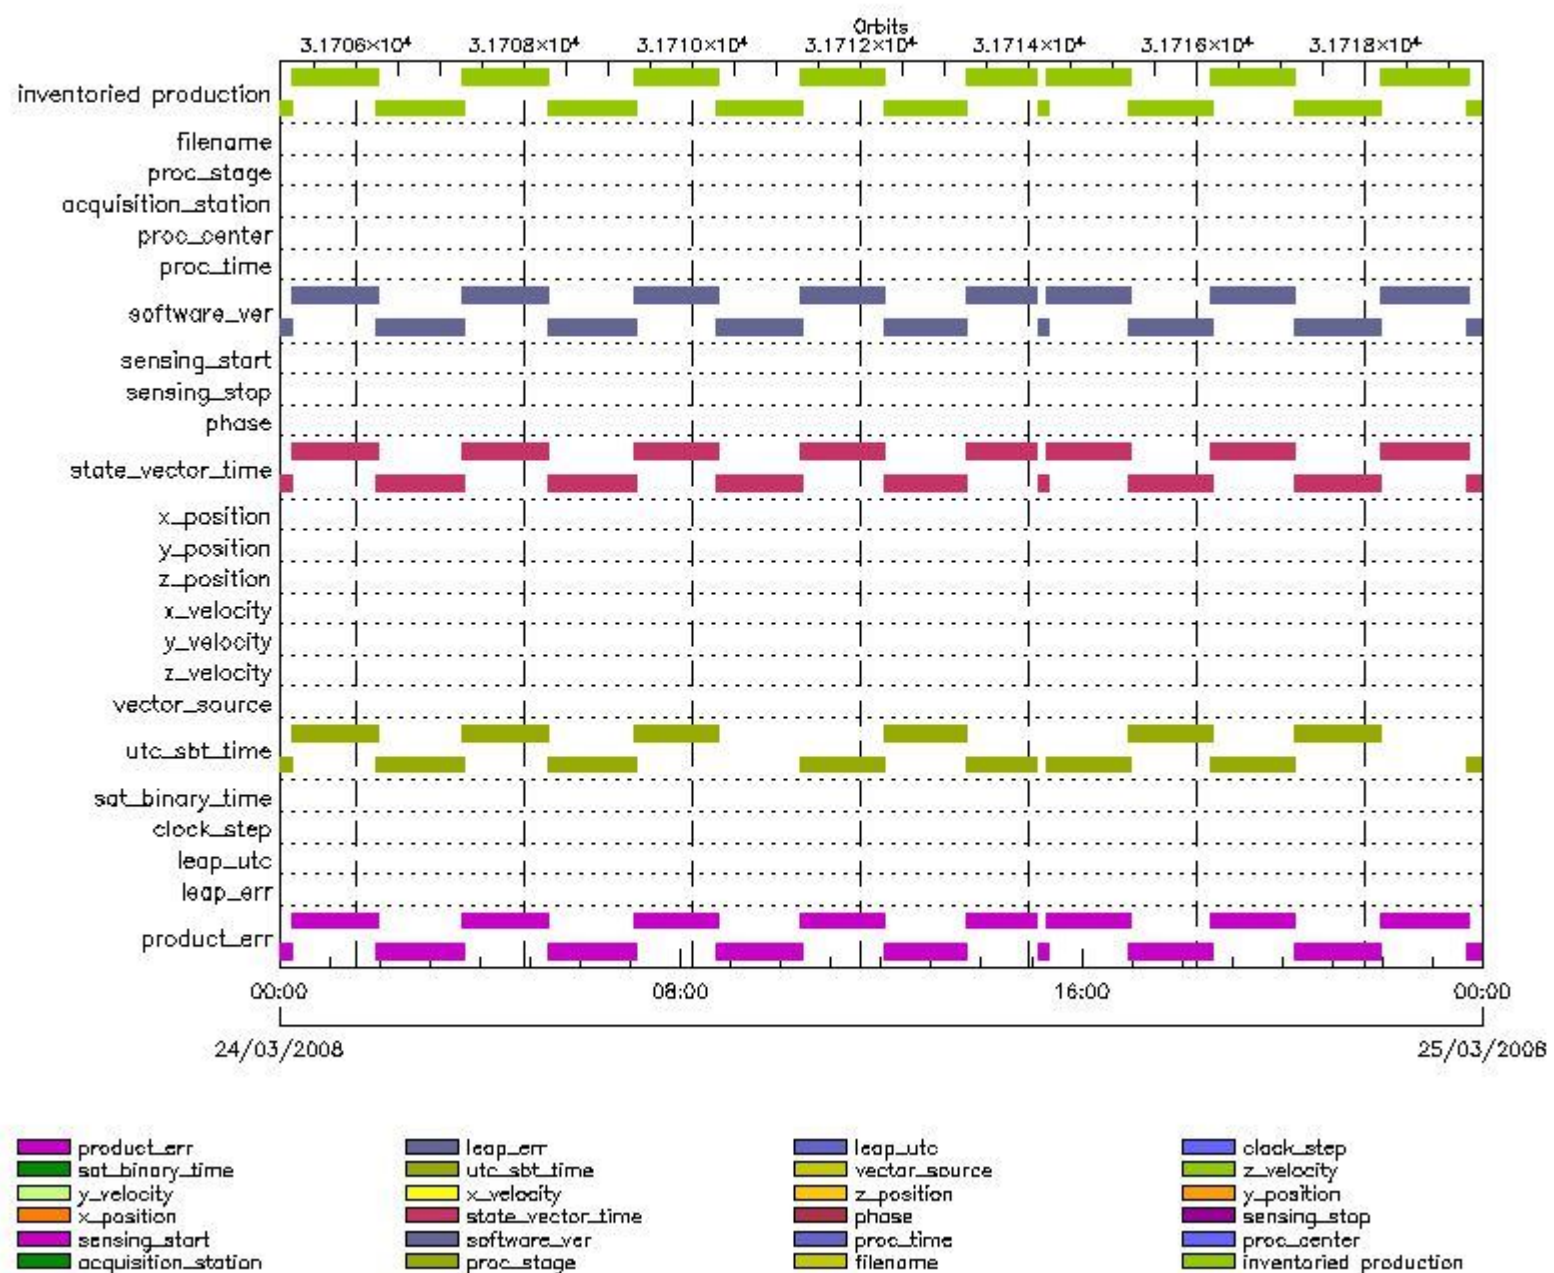 Orbits
3.1706×10⁴ 3.1708×10⁴ 3.1710×10⁴ 3.1712×10⁴ 3.1714×10⁴ 3.1716×10⁴ 3.1718×10⁴
inventoried production
filename
proc_stage
acquisition_station
proc_center
proc_time
software_ver
sensing_start
sensing_stop
phase
state_vector_time
x_position
y_position
z_position
x_velocity
y_velocity
z_velocity
vector_source
utc_sbt_time
sat_binary_time
clock_step
leap_utc
leap_err
product_err
00:00 08:00 16:00 00:00
24/03/2008 25/03/2008
product_err leap_err leap_utc clock_step
sat_binary_time utc_sbt_time vector_source z_velocity
y_velocity x_velocity z_position y_position
x_position state_vector_time phase sensing_stop
sensing_start software_ver proc_time proc_center
acquisition_station proc_stage filename inventoried production